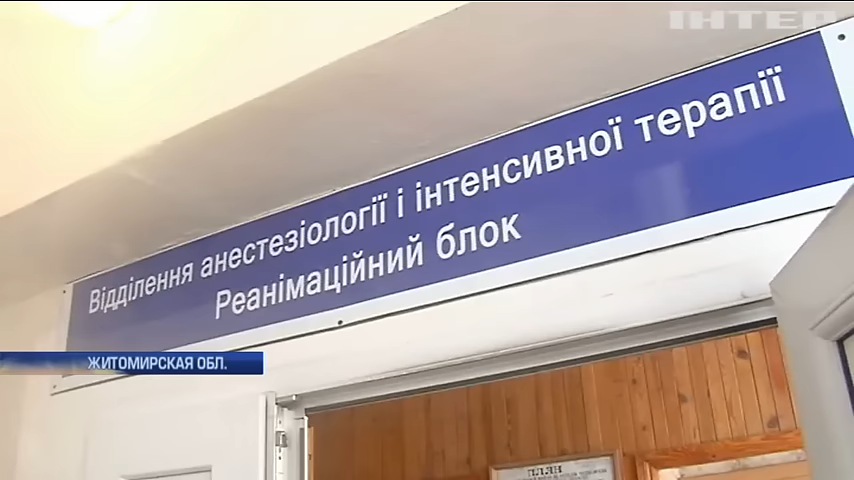 ІНТЕР
Відділення анестезіології і інтенсивної терапії
Реанімаційний блок
ЖИТОМИРСКАЯ ОБЛ.
ПЛАН